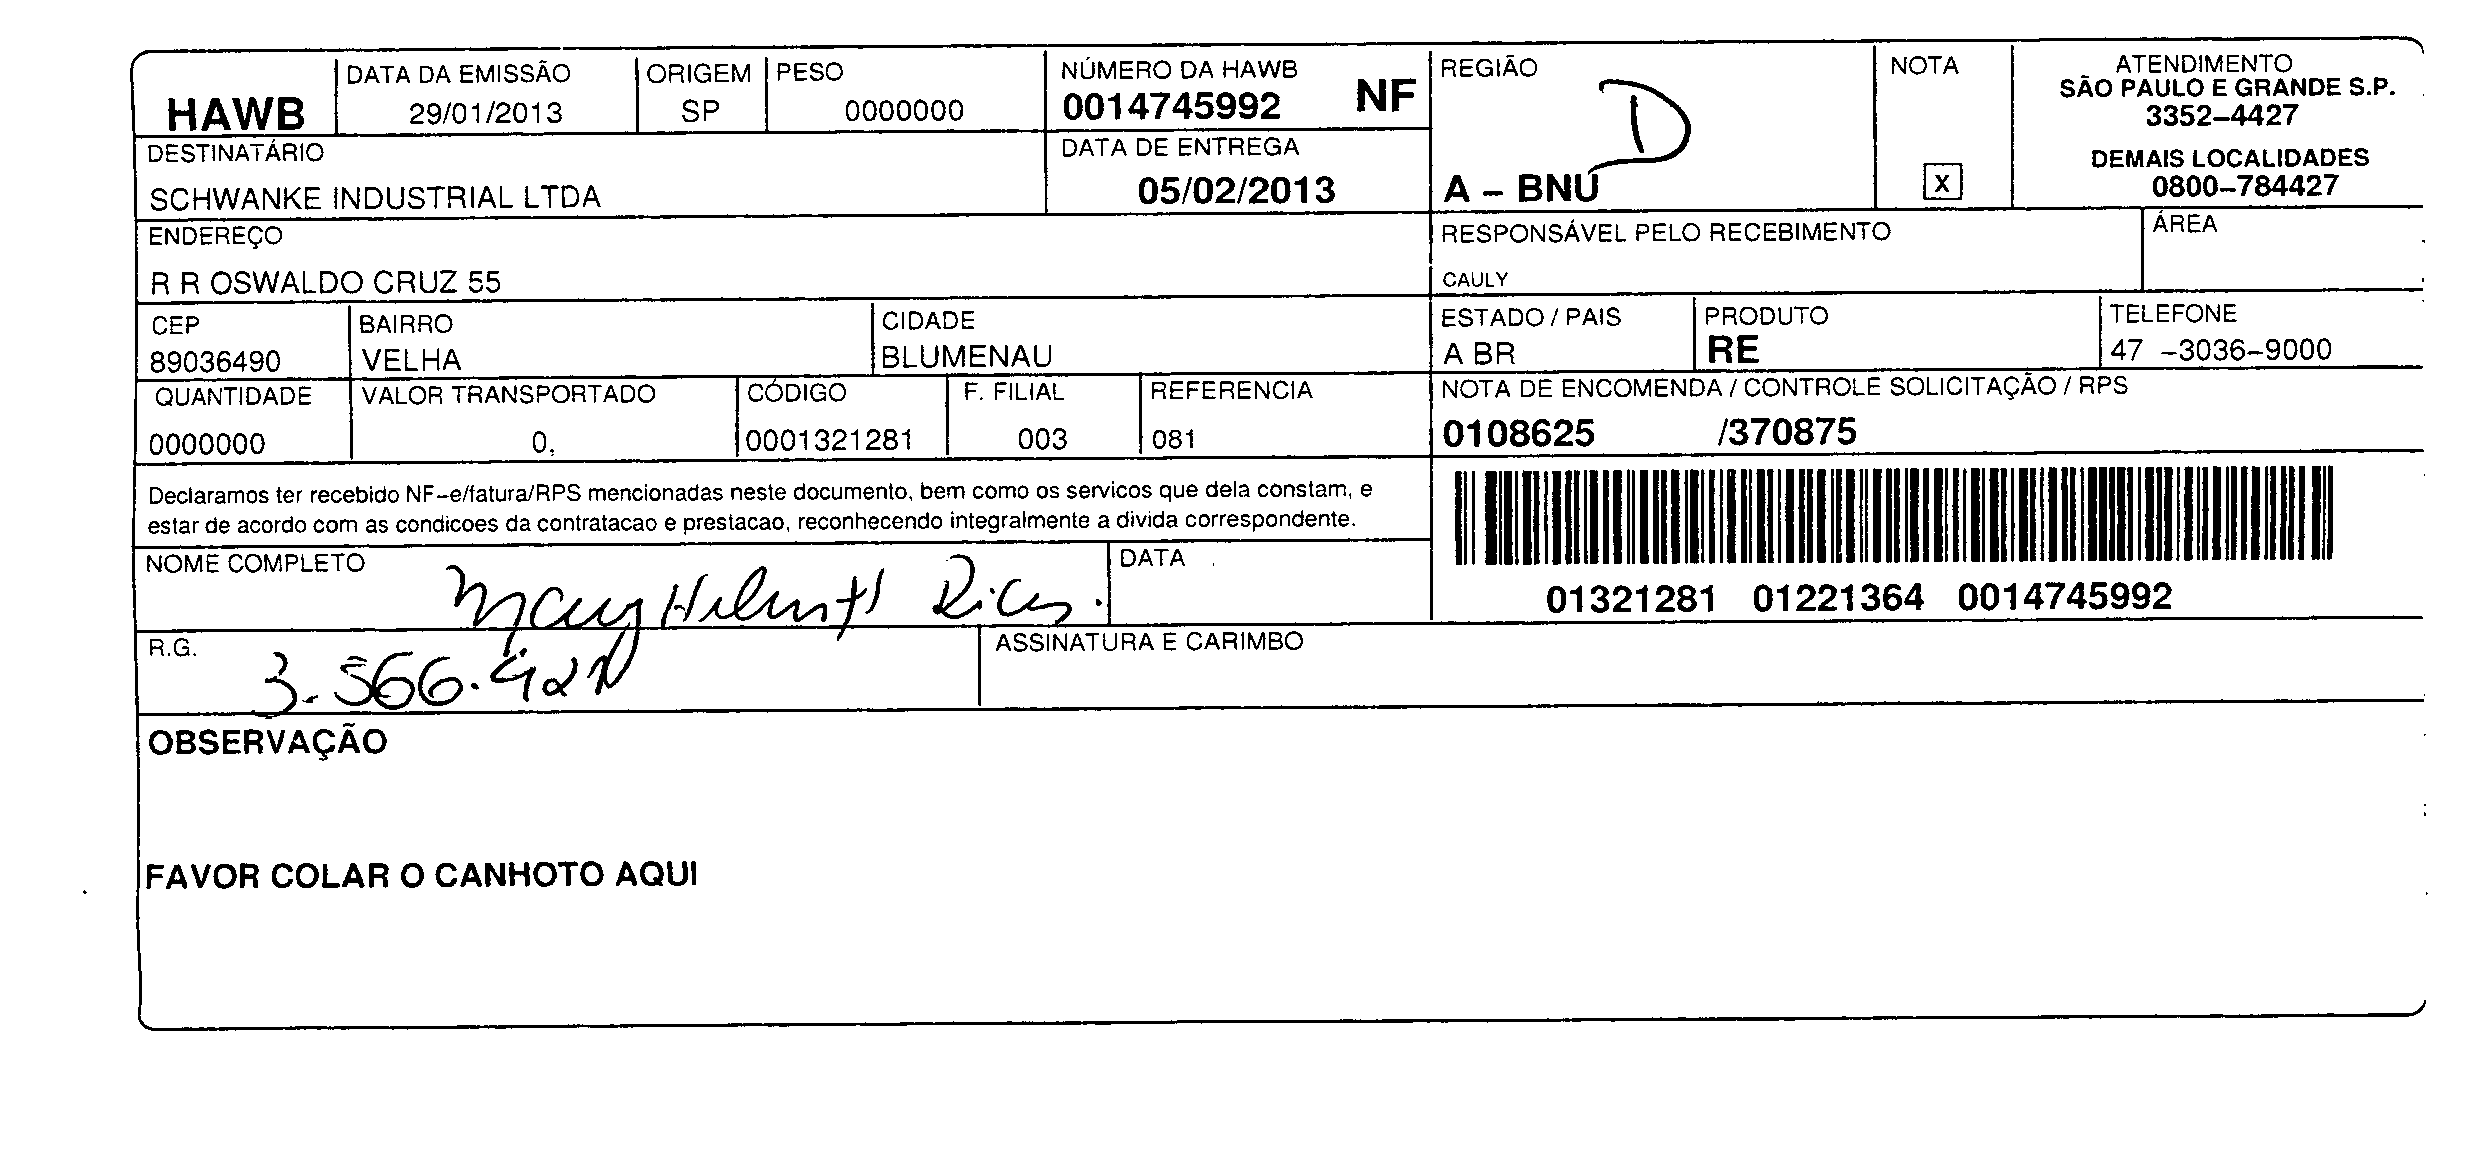 HAWB
DATA DA EMISSÃO
29/01/2013
ORIGEM
SP
PESO
0000000
NÚMERO DA HAWB
0014745992 NF
REGIÃO
D
A – BNU
NOTA
X
ATENDIMENTO
SÃO PAULO E GRANDE S.P.
3352–4427
DEMAIS LOCALIDADES
0800–784427
DESTINATÁRIO
SCHWANKE INDUSTRIAL LTDA
DATA DE ENTREGA
05/02/2013
ENDEREÇO
R R OSWALDO CRUZ 55
RESPONSÁVEL PELO RECEBIMENTO
CAULY
ÁREA
CEP
89036490
BAIRRO
VELHA
CIDADE
BLUMENAU
ESTADO / PAIS
A BR
PRODUTO
RE
TELEFONE
47 –3036–9000
QUANTIDADE
0000000
VALOR TRANSPORTADO
0,
CÓDIGO
0001321281
F. FILIAL
003
REFERENCIA
081
NOTA DE ENCOMENDA / CONTROLE SOLICITAÇÃO / RPS
0108625 /370875
Declaramos ter recebido NF–e/fatura/RPS mencionadas neste documento, bem como os servicos que dela constam, e
estar de acordo com as condicoes da contratacao e prestacao, reconhecendo integralmente a divida correspondente.
01321281 01221364 0014745992
NOME COMPLETO
DATA
R.G.
ASSINATURA E CARIMBO
OBSERVAÇÃO
FAVOR COLAR O CANHOTO AQUI